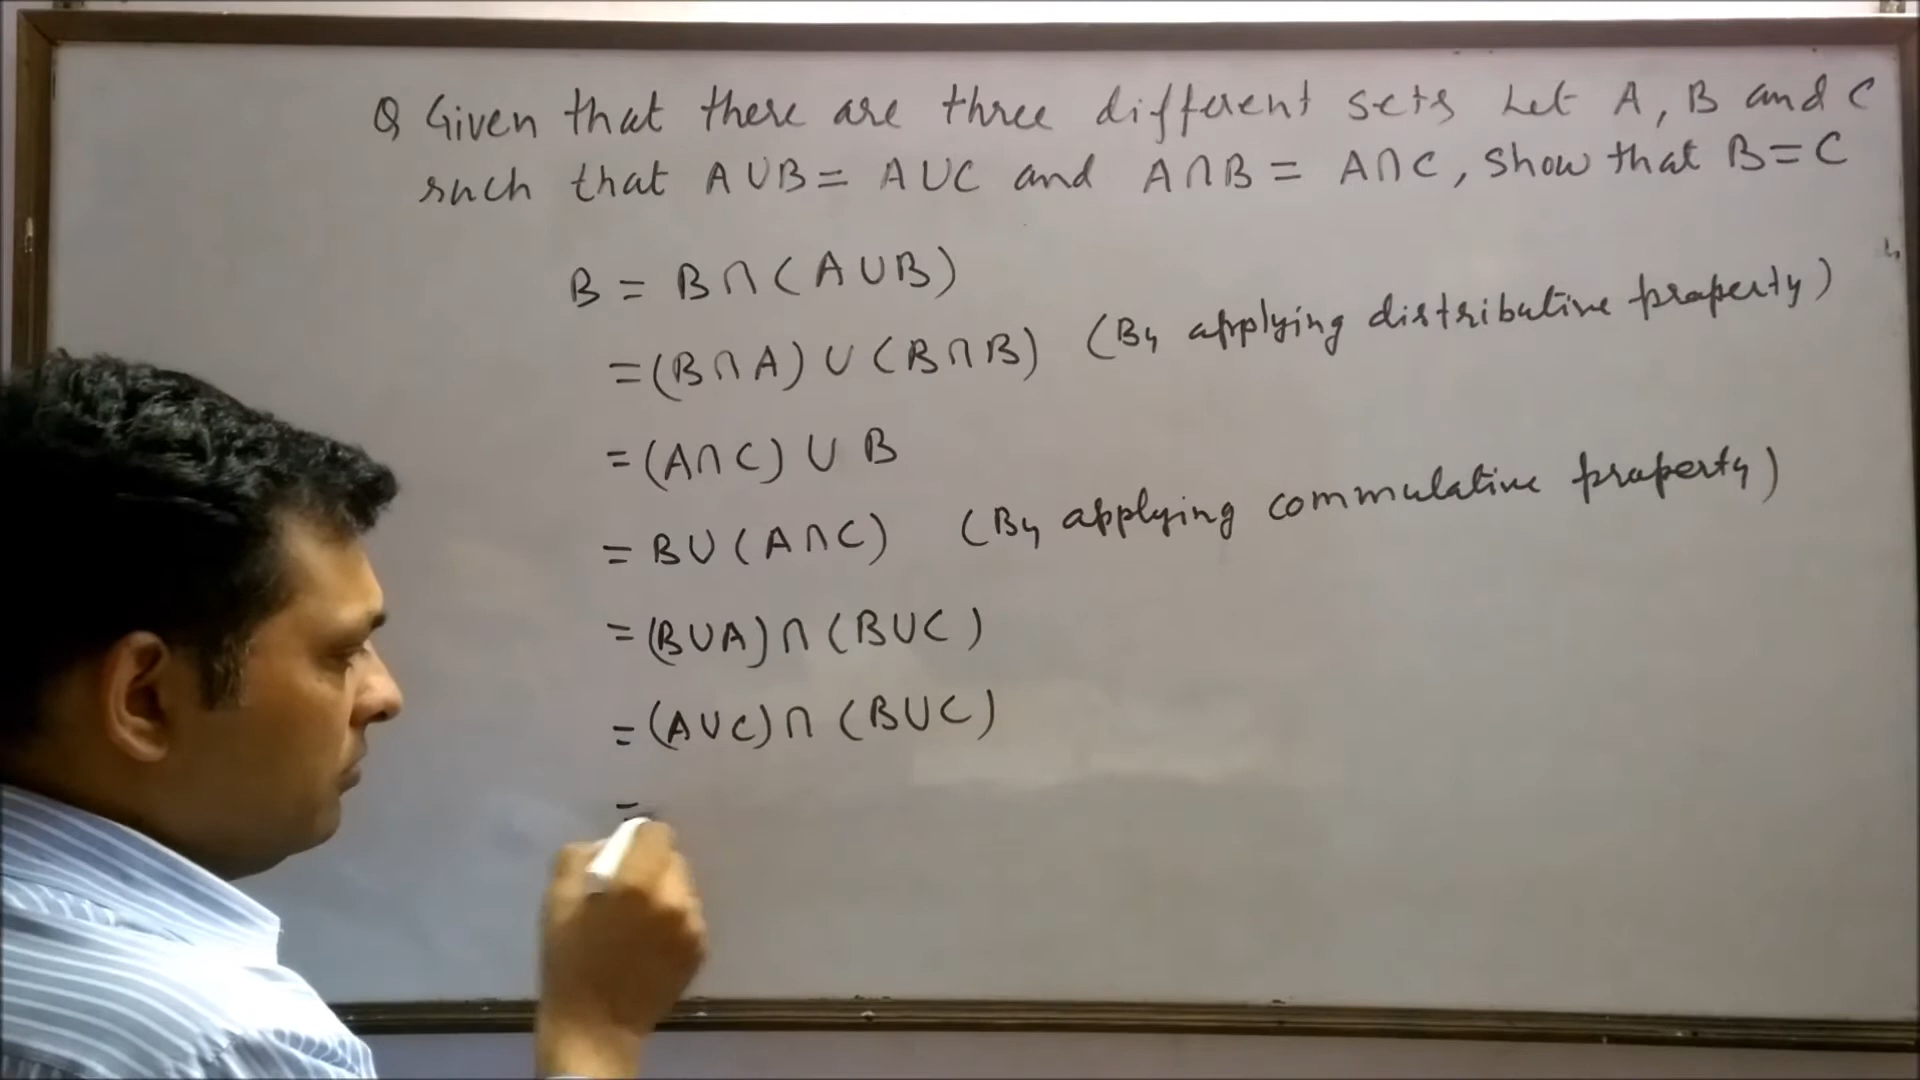 Q Given that there are three different sets Let A, B and C
such that A∪B = A∪C and A∩B = A∩C, Show that B=C
B = B∩(A∪B)
=(B∩A)∪(B∩B) (By applying distributive property)
=(A∩C)∪B
= B∪(A∩C) (By applying commulative property)
=(B∪A)∩(B∪C)
=(A∪C)∩(B∪C)
=